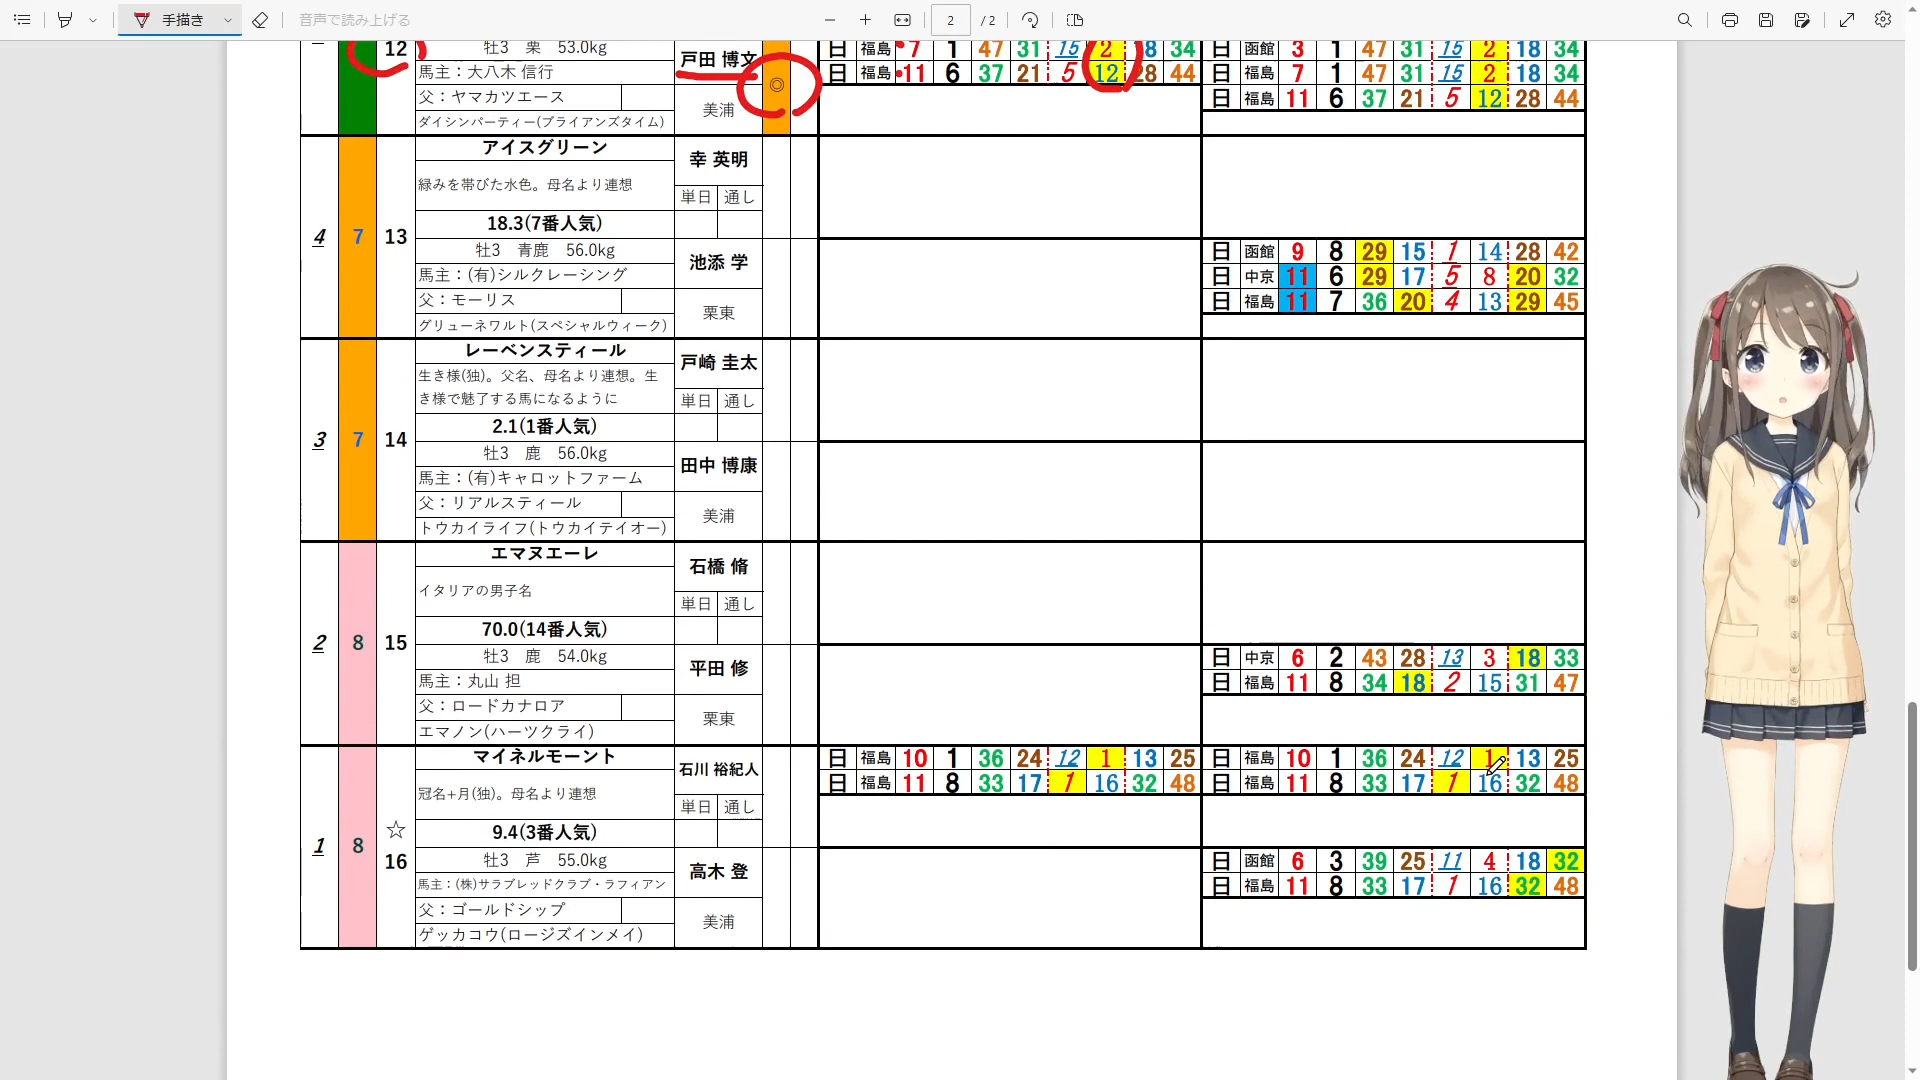 手描き 音声で読み上げる 2 / 2
12 牡3 栗 53.0kg 戸田 博文 日 福島 7 1 47 31 15 2 18 34 日 函館 3 1 47 31 15 2 18 34
馬主：大八木 信行 ◎ 日 福島 11 6 37 21 5 12 28 44 日 福島 7 1 47 31 15 2 18 34
父：ヤマカツエース 美浦 日 福島 11 6 37 21 5 12 28 44
ダイシンパーティー(ブライアンズタイム)
アイスグリーン 幸 英明
緑みを帯びた水色。母名より連想 単日 通し
18.3(7番人気)
4 7 13
牡3 青鹿 56.0kg 池添 学 日 函館 9 8 29 15 1 14 28 42
馬主：(有)シルクレーシング 日 中京 11 6 29 17 5 8 20 32
父：モーリス 栗東 日 福島 11 7 36 20 4 13 29 45
グリューネワルト(スペシャルウィーク)
レーベンスティール 戸崎 圭太
生き様(独)。父名、母名より連想。生
き様で魅了する馬になるように 単日 通し
2.1(1番人気)
3 7 14
牡3 鹿 56.0kg 田中 博康
馬主：(有)キャロットファーム
父：リアルスティール 美浦
トウカイライフ(トウカイテイオー)
エマヌエーレ 石橋 脩
イタリアの男子名 単日 通し
70.0(14番人気)
2 8 15
牡3 鹿 54.0kg 平田 修 日 中京 6 2 43 28 13 3 18 33
馬主：丸山 担 日 福島 11 8 34 18 2 15 31 47
父：ロードカナロア 栗東
エマノン(ハーツクライ)
マイネルモーント 石川 裕紀人 日 福島 10 1 36 24 12 1 13 25 日 福島 10 1 36 24 12 1 13 25
冠名+月(独)。母名より連想 単日 通し 日 福島 11 8 33 17 1 16 32 48 日 福島 11 8 33 17 1 16 32 48
9.4(3番人気)
1 8 ☆ 16
牡3 芦 55.0kg 高木 登 日 函館 6 3 39 25 11 4 18 32
馬主：(株)サラブレッドクラブ・ラフィアン 日 福島 11 8 33 17 1 16 32 48
父：ゴールドシップ 美浦
ゲッカコウ(ロージズインメイ)